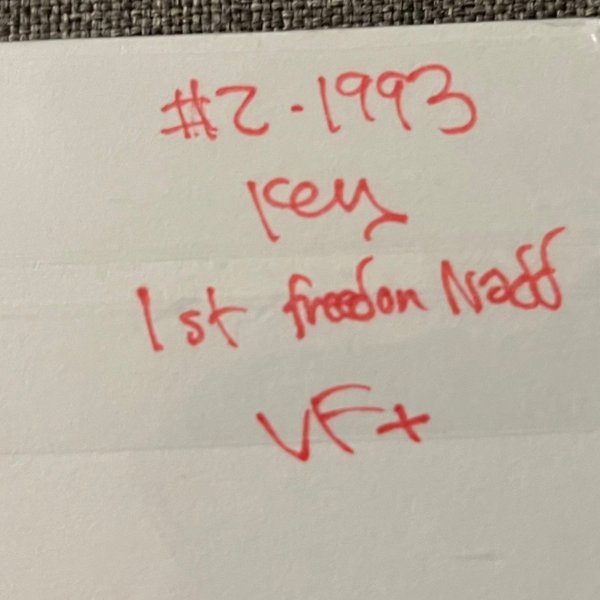 #2-1993
Key
1st freedon Nadd
VF+